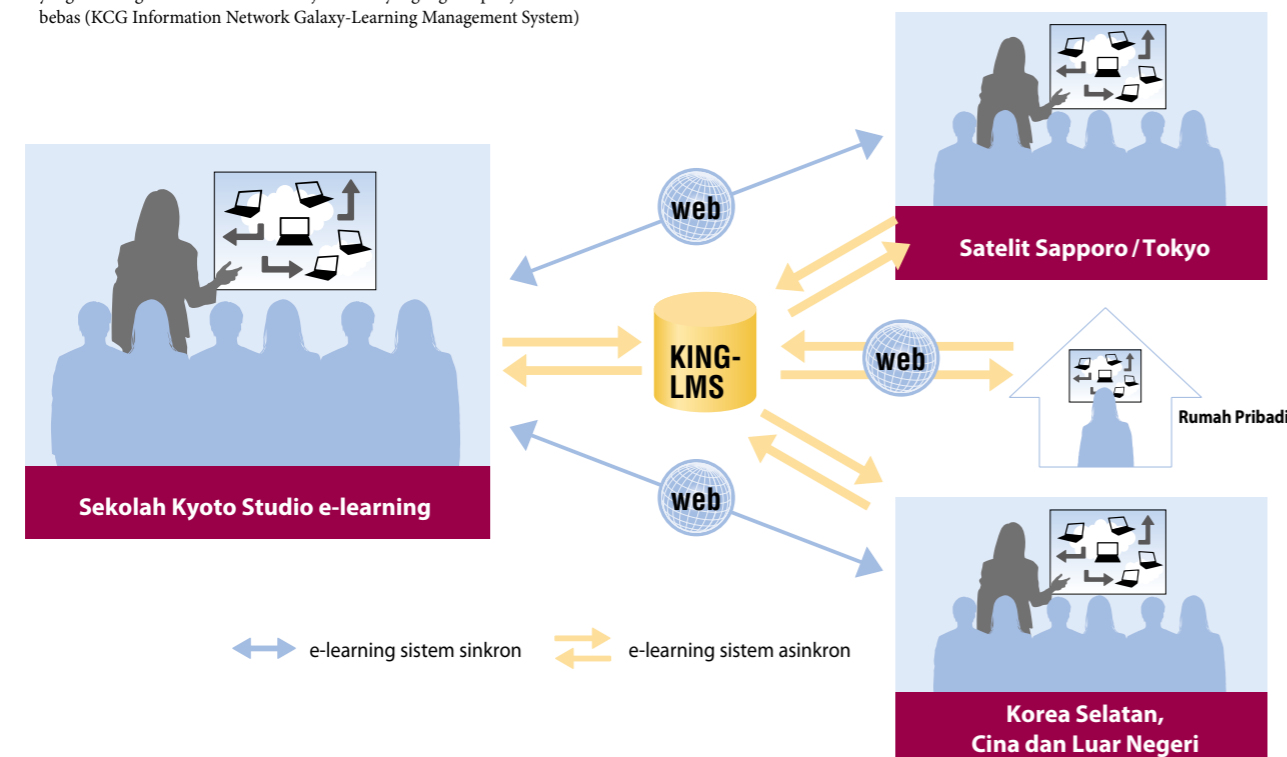 bebas (KCG Information Network Galaxy-Learning Management System)
web
Satelit Sapporo / Tokyo
KING-
LMS
web
Rumah Pribadi
Sekolah Kyoto Studio e-learning
web
e-learning sistem sinkron
e-learning sistem asinkron
Korea Selatan,
Cina dan Luar Negeri